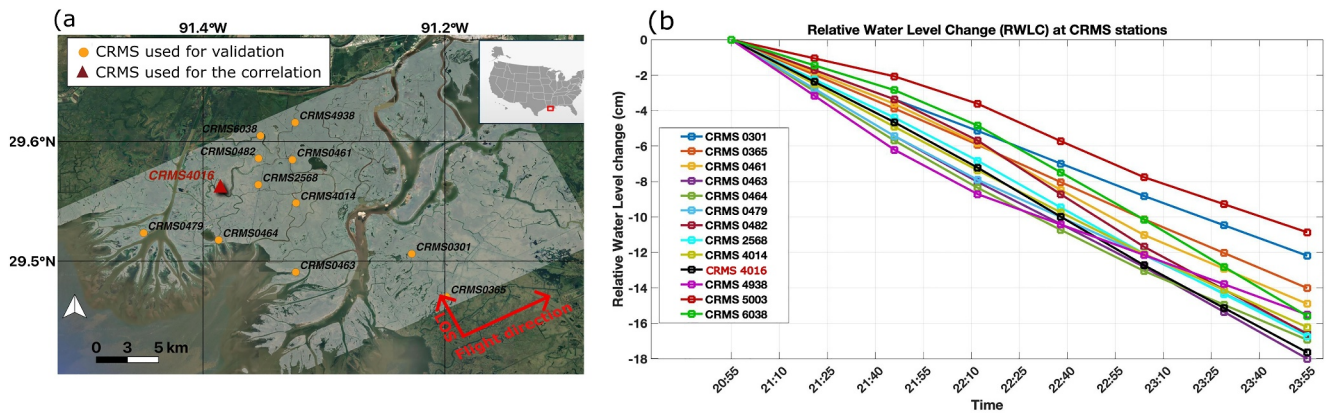 (a
91.4°W
91.2°W
CRMS used for validation
CRMS used for the correlation
29.6°N
29.5°N
CRMS4938
CRMS6038
CRMS0482
CRMS0461
CRMS4016
CRMS2568
CRMS4014
CRMS0479
CRMS0464
CRMS0301
CRMS0463
CRMS0365
LOS
Flight direction
0 3 5 km
(b
Relative Water Level Change (RWLC) at CRMS stations
Relative Water Level change (cm)
0
-2
-4
-6
-8
-10
-12
-14
-16
-18
CRMS 0301
CRMS 0365
CRMS 0461
CRMS 0463
CRMS 0464
CRMS 0479
CRMS 0482
CRMS 2568
CRMS 4014
CRMS 4016
CRMS 4938
CRMS 5003
CRMS 6038
20:55 21:10 21:25 21:40 21:55 22:10 22:25 22:40 22:55 23:10 23:25 23:40 23:55
Time